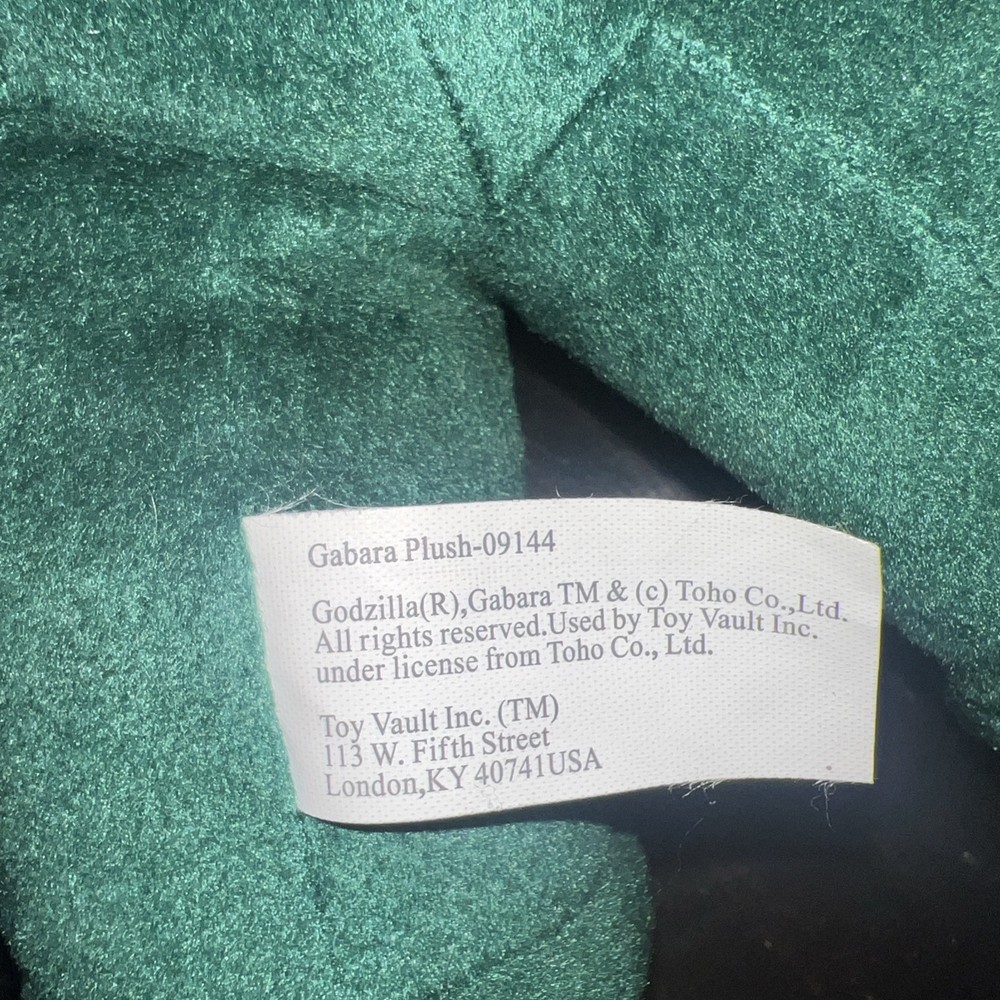 Gabara Plush-09144
Godzilla(R),Gabara TM & (c) Toho Co.,Ltd.
All rights reserved.Used by Toy Vault Inc.
under license from Toho Co., Ltd.
Toy Vault Inc. (TM)
113 W. Fifth Street
London,KY 40741USA